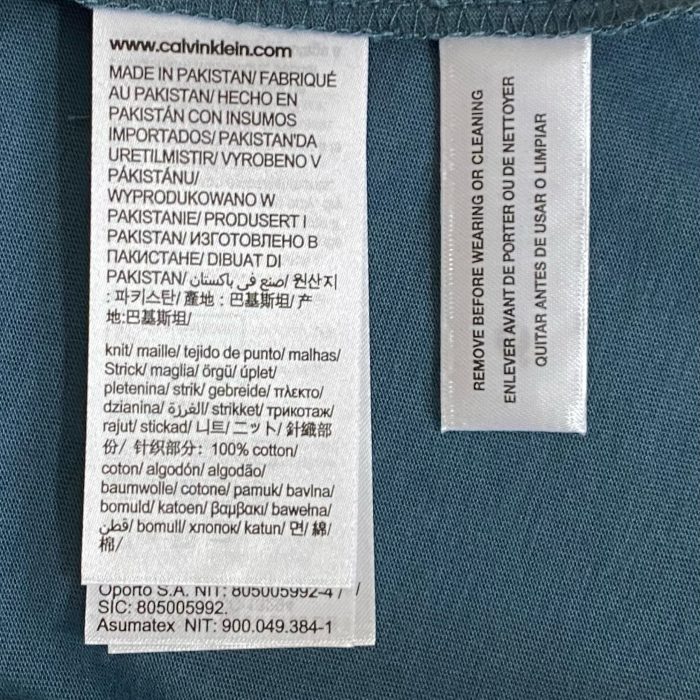 www.calvinklein.com
MADE IN PAKISTAN/ FABRIQUÉ
AU PAKISTAN/ HECHO EN
PAKISTÁN CON INSUMOS
IMPORTADOS/ PAKISTAN'DA
URETILMISTIR/ VYROBENO V
PÁKISTÁNU/
WYPRODUKOWANO W
PAKISTANIE/ PRODUSERT I
PAKISTAN/ ИЗГОТОВЛЕНО В
ПАКИСТАНЕ/ DIBUAT DI
PAKISTAN/ صنع في باكستان/ 원산지
: 파키스탄/ 產地 : 巴基斯坦/ 产
地:巴基斯坦/
knit/ maille/ tejido de punto/ malhas/
Strick/ maglia/ örgü/ úplet/
pletenina/ strik/ gebreide/ πλεκτο/
dzianina/ الغرزة/ strikket/ трикотаж/
rajut/ stickad/ 니트/ ニット/ 針織部
份/ 针织部分: 100% cotton/
coton/ algodón/ algodão/
baumwolle/ cotone/ pamuk/ bavlna/
bomuld/ katoen/ βαμβακι/ bawełna/
قطن/ bomull/ хлопок/ katun/ 면/ 綿/
棉/
Oporto S.A. NIT: 805005992-4 / /
SIC: 805005992.
Asumatex NIT: 900.049.384-1
REMOVE BEFORE WEARING OR CLEANING
ENLEVER AVANT DE PORTER OU DE NETTOYER
QUITAR ANTES DE USAR O LIMPIAR